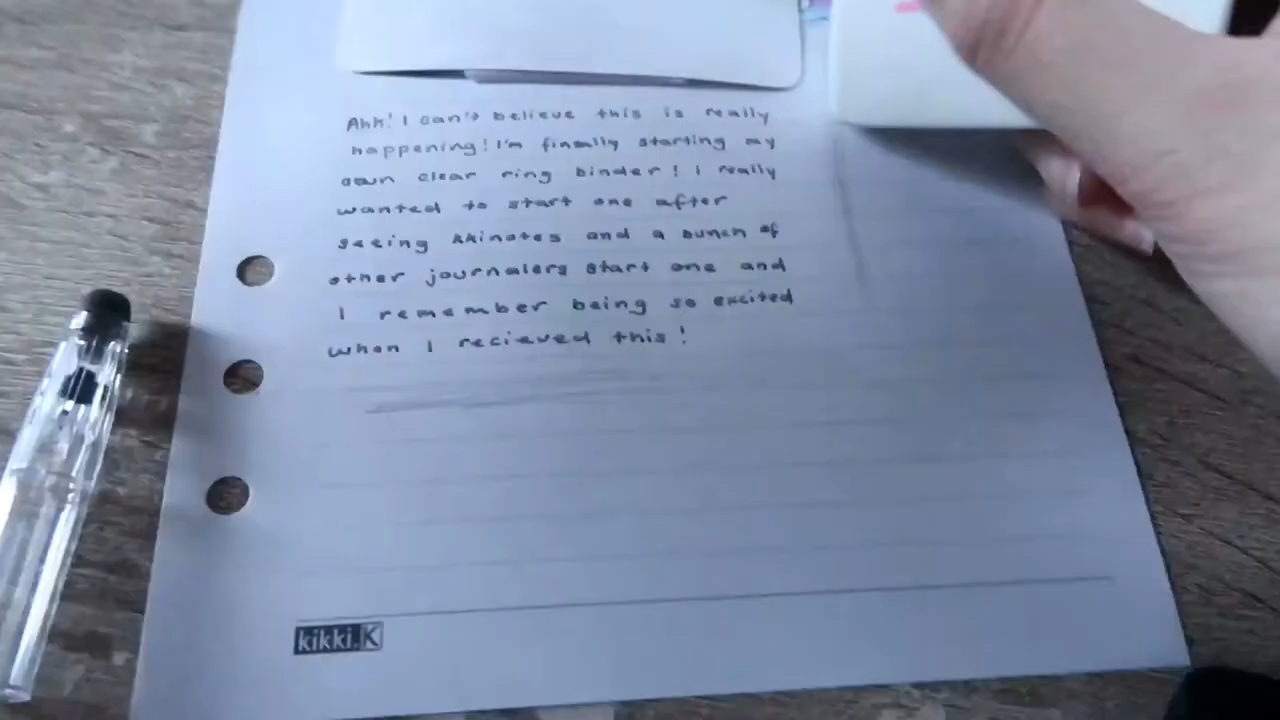 Ahh! I can't believe this is really
happening! I'm finally starting my
own clear ring binder! I really
wanted to start one after
seeing kkinotes and a bunch of
other journalers start one and
I remember being so excited
when I recieved this!
kikki.K